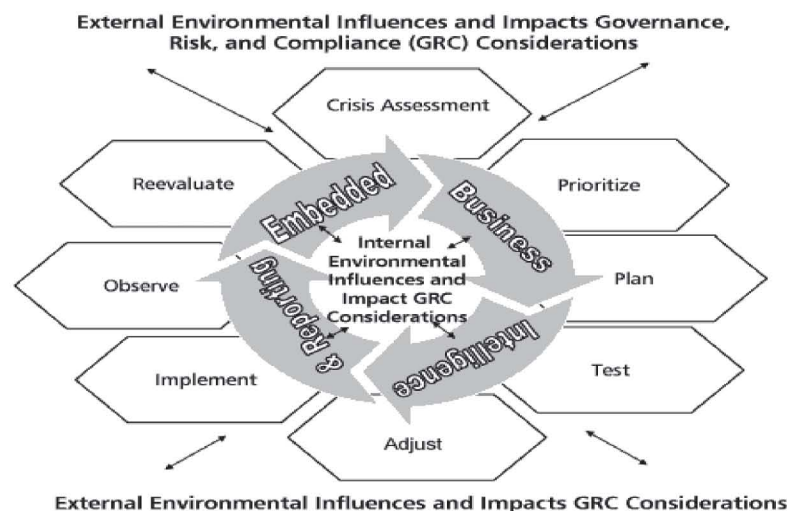 External Environmental Influences and Impacts Governance,
Risk, and Compliance (GRC) Considerations
Crisis Assessment
Reevaluate
Prioritize
Embedded
Business
Internal
Environmental
Influences and
Impact GRC
Considerations
Observe
Plan
& Reporting
Intelligence
Implement
Test
Adjust
External Environmental Influences and Impacts GRC Considerations